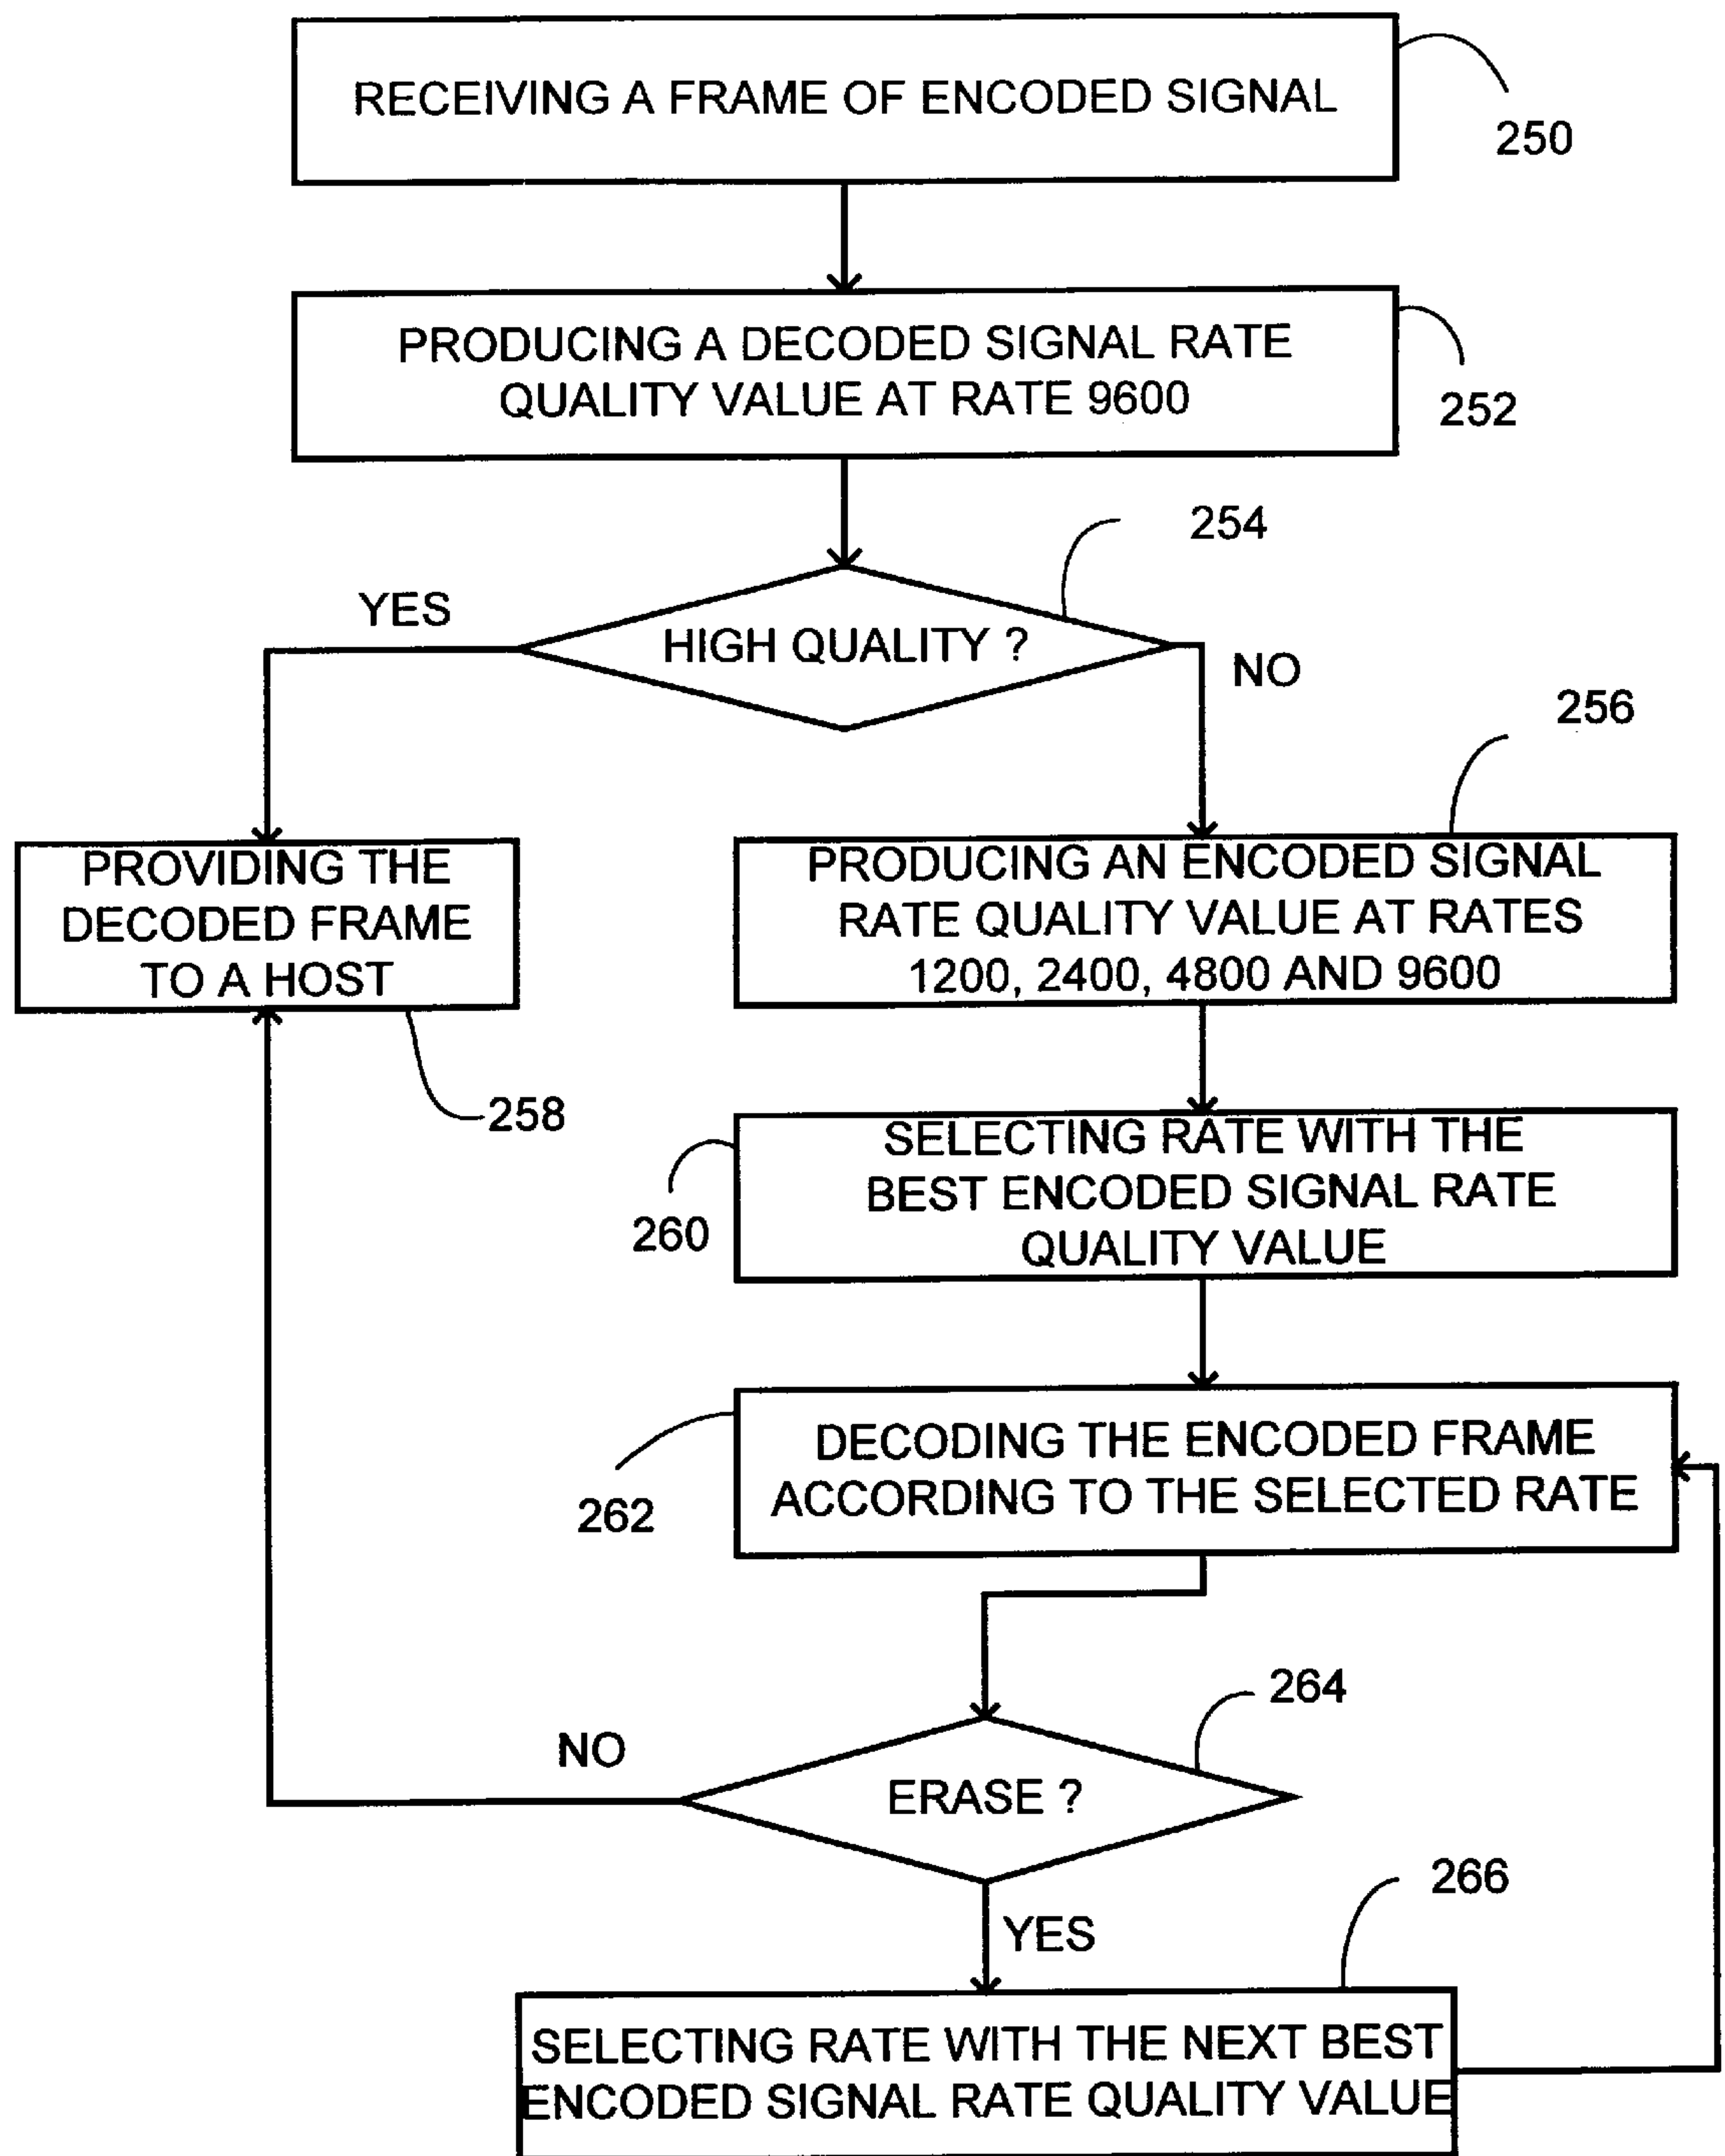 RECEIVING A FRAME OF ENCODED SIGNAL
250
PRODUCING A DECODED SIGNAL RATE
QUALITY VALUE AT RATE 9600
252
254
YES
HIGH QUALITY ?
NO
256
PROVIDING THE
DECODED FRAME
TO A HOST
258
PRODUCING AN ENCODED SIGNAL
RATE QUALITY VALUE AT RATES
1200, 2400, 4800 AND 9600
SELECTING RATE WITH THE
BEST ENCODED SIGNAL RATE
QUALITY VALUE
260
DECODING THE ENCODED FRAME
ACCORDING TO THE SELECTED RATE
262
264
NO
ERASE ?
YES
266
SELECTING RATE WITH THE NEXT BEST
ENCODED SIGNAL RATE QUALITY VALUE